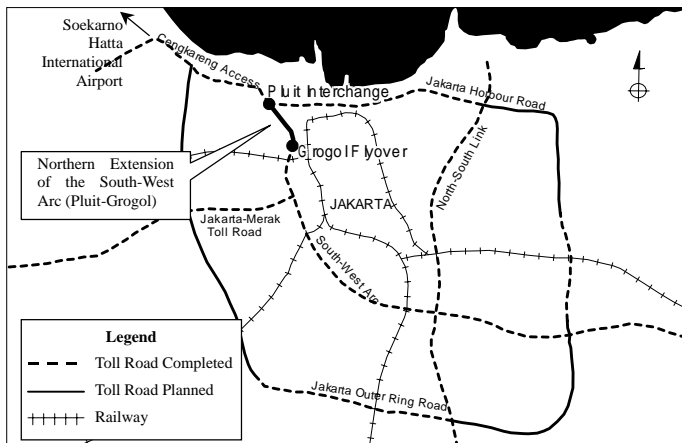 Soekarno
Hatta
International
Airport
Cengkareng Access
Pluit Interchange
Jakarta Horbour Road
Grogol Flyover
North-South Link
Northern Extension
of the South-West
Arc (Pluit-Grogol)
JAKARTA
Jakarta-Merak
Toll Road
South-West Arc
Legend
Toll Road Completed
Toll Road Planned
Railway
Jakarta Outer Ring Road